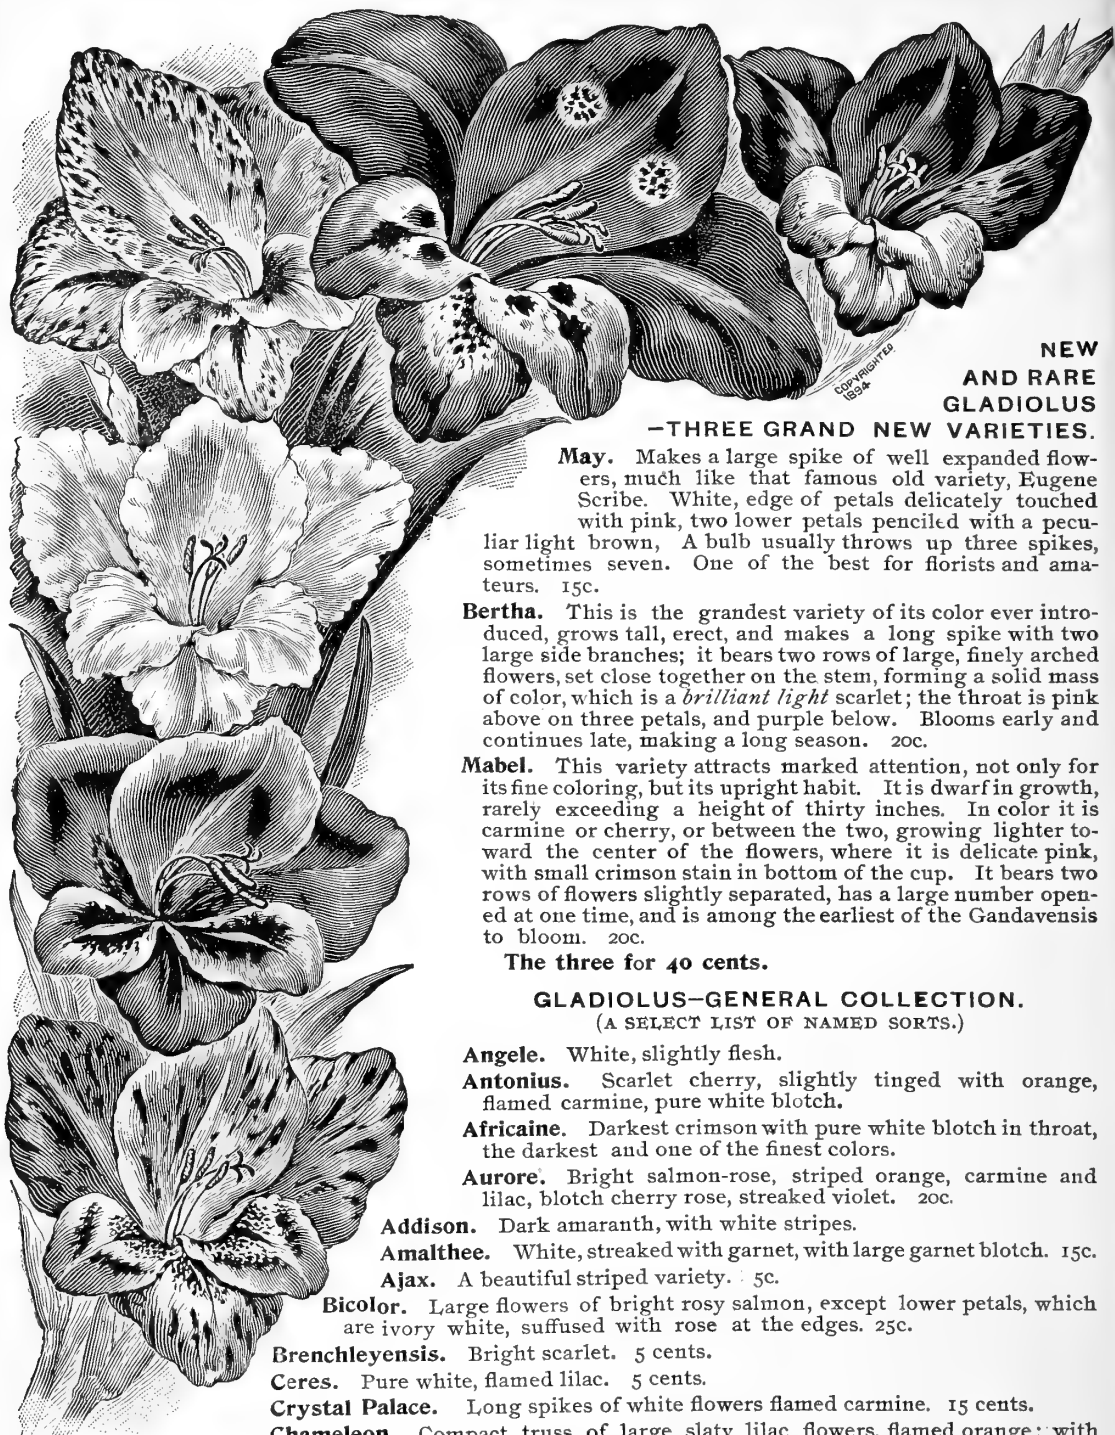 COPYRIGHTED
1894
NEW
AND RARE
GLADIOLUS
—THREE GRAND NEW VARIETIES.
May. Makes a large spike of well expanded flow-
ers, much like that famous old variety, Eugene
Scribe. White, edge of petals delicately touched
with pink, two lower petals penciled with a pecu-
liar light brown, A bulb usually throws up three spikes,
sometimes seven. One of the best for florists and ama-
teurs. 15c.
Bertha. This is the grandest variety of its color ever intro-
duced, grows tall, erect, and makes a long spike with two
large side branches; it bears two rows of large, finely arched
flowers, set close together on the stem, forming a solid mass
of color, which is a brilliant light scarlet; the throat is pink
above on three petals, and purple below. Blooms early and
continues late, making a long season. 20c.
Mabel. This variety attracts marked attention, not only for
its fine coloring, but its upright habit. It is dwarf in growth,
rarely exceeding a height of thirty inches. In color it is
carmine or cherry, or between the two, growing lighter to-
ward the center of the flowers, where it is delicate pink,
with small crimson stain in bottom of the cup. It bears two
rows of flowers slightly separated, has a large number open-
ed at one time, and is among the earliest of the Gandavensis
to bloom. 20c.
The three for 40 cents.
GLADIOLUS—GENERAL COLLECTION.
(A SELECT LIST OF NAMED SORTS.)
Angele. White, slightly flesh.
Antonius. Scarlet cherry, slightly tinged with orange,
flamed carmine, pure white blotch.
Africaine. Darkest crimson with pure white blotch in throat,
the darkest and one of the finest colors.
Aurore. Bright salmon-rose, striped orange, carmine and
lilac, blotch cherry rose, streaked violet. 20c.
Addison. Dark amaranth, with white stripes.
Amalthee. White, streaked with garnet, with large garnet blotch. 15c.
Ajax. A beautiful striped variety. 5c.
Bicolor. Large flowers of bright rosy salmon, except lower petals, which
are ivory white, suffused with rose at the edges. 25c.
Brenchleyensis. Bright scarlet. 5 cents.
Ceres. Pure white, flamed lilac. 5 cents.
Crystal Palace. Long spikes of white flowers flamed carmine. 15 cents.
Chameleon. Compact truss of large slaty lilac flowers, flamed orange; with